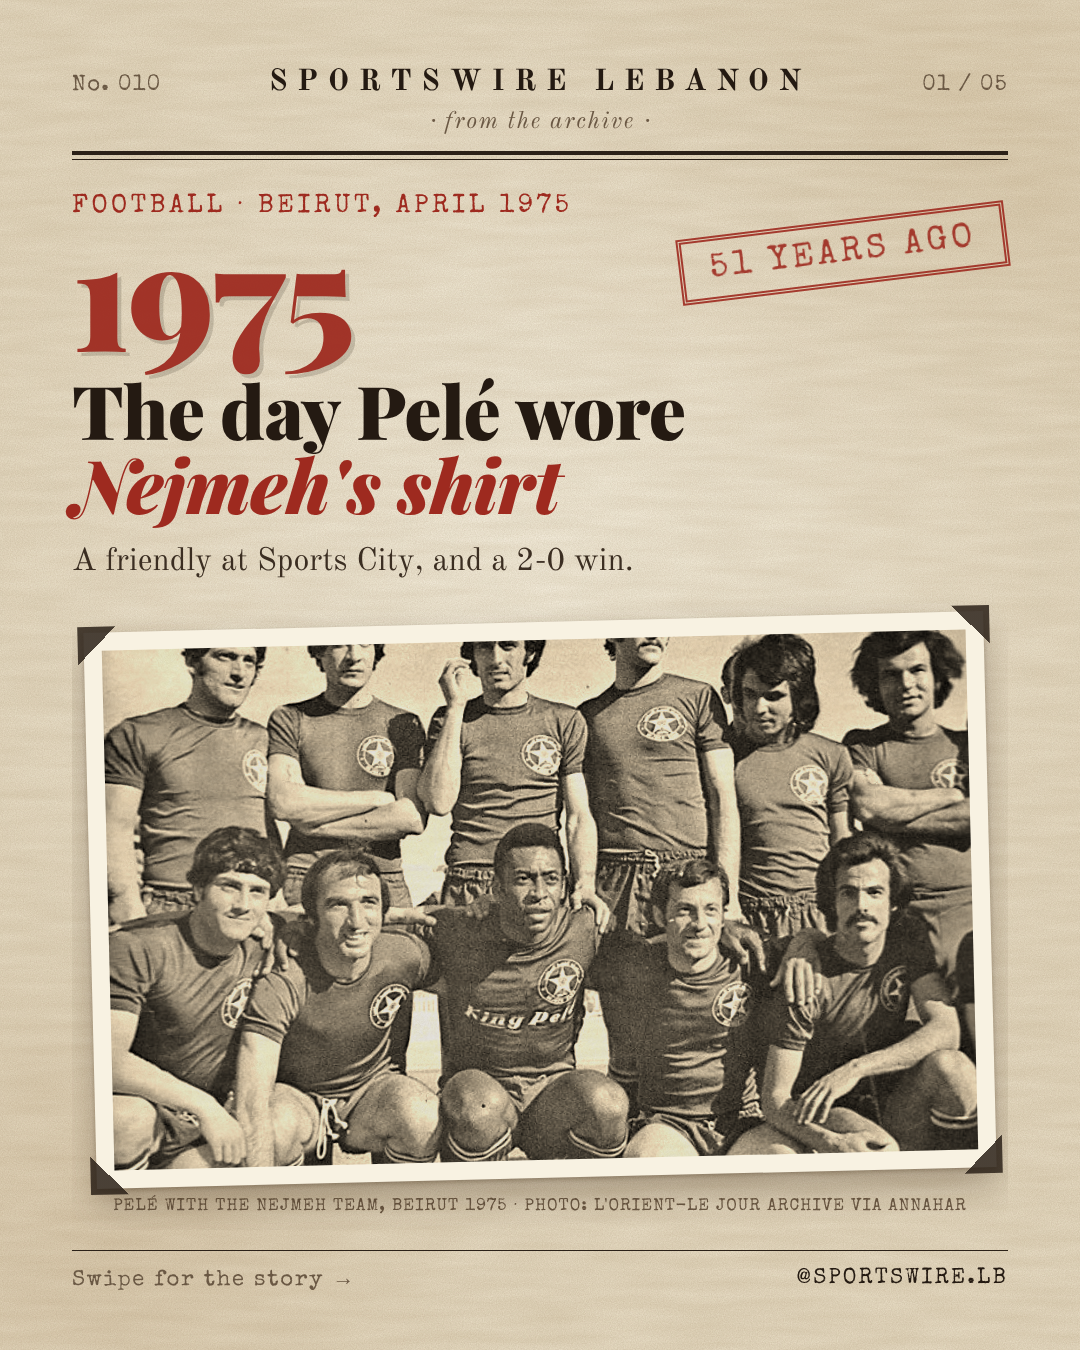 No. 010
SPORTSWIRE LEBANON
01 / 05
· from the archive ·
FOOTBALL · BEIRUT, APRIL 1975
51 YEARS AGO
1975
The day Pelé wore
Nejmeh's shirt
A friendly at Sports City, and a 2-0 win.
King Pelé
PELÉ WITH THE NEJMEH TEAM, BEIRUT 1975 · PHOTO: L'ORIENT-LE JOUR ARCHIVE VIA ANNAHAR
Swipe for the story →
@SPORTSWIRE.LB